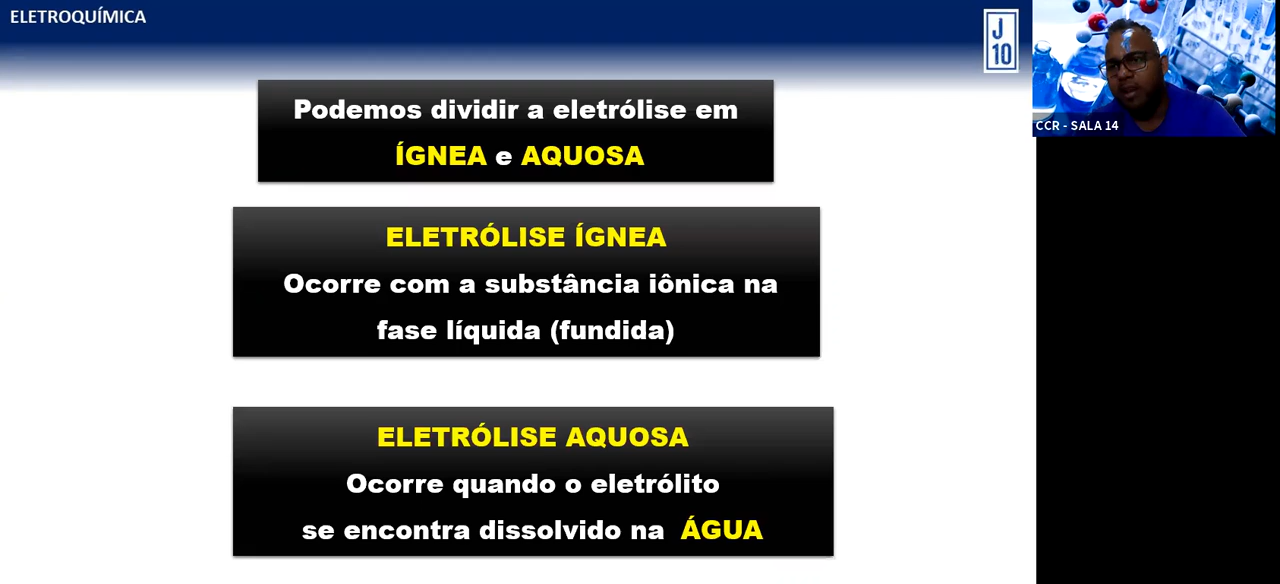 ELETROQUÍMICA
J
10
CCR - SALA 14
Podemos dividir a eletrólise em
ÍGNEA e AQUOSA
ELETRÓLISE ÍGNEA
Ocorre com a substância iônica na
fase líquida (fundida)
ELETRÓLISE AQUOSA
Ocorre quando o eletrólito
se encontra dissolvido na ÁGUA